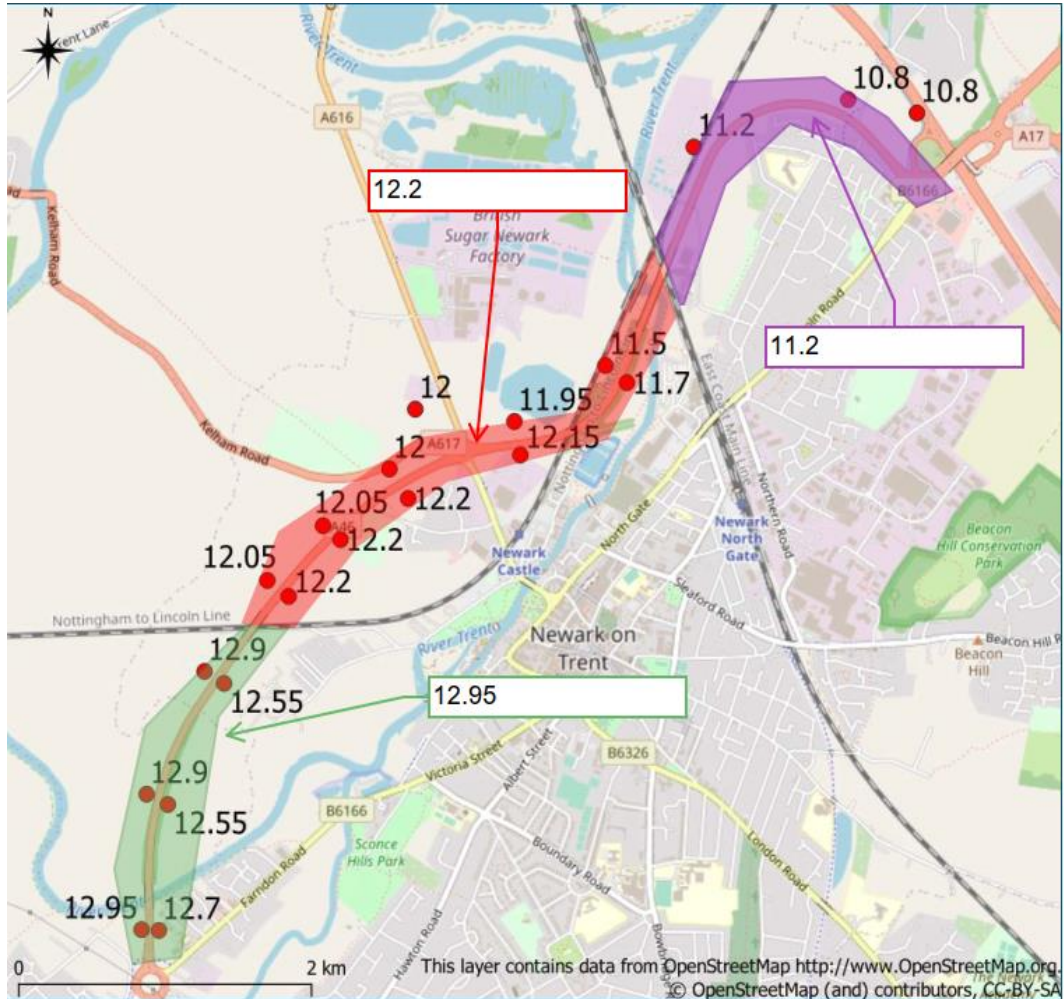 River Trent
Trent Lane
A616
River Trent
10.8
10.8
11.2
A17
12.2
B6166
Kelham Road
British
Sugar Newark
Factory
11.2
11.5
11.7
East Coast Main Line
12
11.95
A617
12.15
12
Kelham Road
12.05
12.2
A46
12.2
North Gate
Northern Road
Newark
North
Gate
Beacon
Hill Conservation
Park
12.05
12.2
Newark
Castle
Sleaford Road
Nottingham to Lincoln Line
River Trent
Newark on
Trent
Beacon Hill R
Beacon
Hill
12.9
12.55
12.95
Victoria Street
Albert Street
B6326
12.9
12.55
B6166
Sconce
Hills Park
Farndon Road
Boundary Road
London Road
12.95
12.7
Hawton Road
0
2 km
This layer contains data from OpenStreetMap http://www.OpenStreetMap.org.
© OpenStreetMap (and) contributors, CC-BY-SA